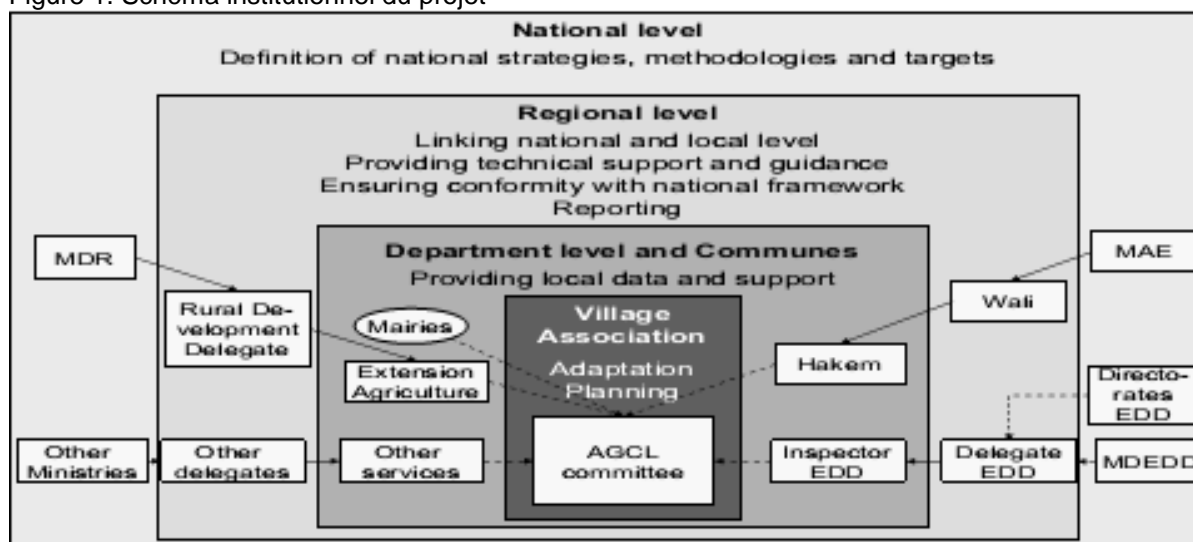 Figure 1: Schéma institutionnel du projet
National level
Definition of national strategies, methodologies and targets
Regional level
Linking national and local level
Providing technical support and guidance
Ensuring conformity with national framework
Reporting
Department level and Communes
Providing local data and support
MDR
MAE
Rural De-
velopment
Delegate
Mairies
Village
Association
Wali
Extension
Agriculture
Adaptation
Planning
Hakem
Directo-
rates
EDD
Other
Ministries
Other
delegates
Other
services
AGCL
committee
Inspector
EDD
Delegate
EDD
MDEDD